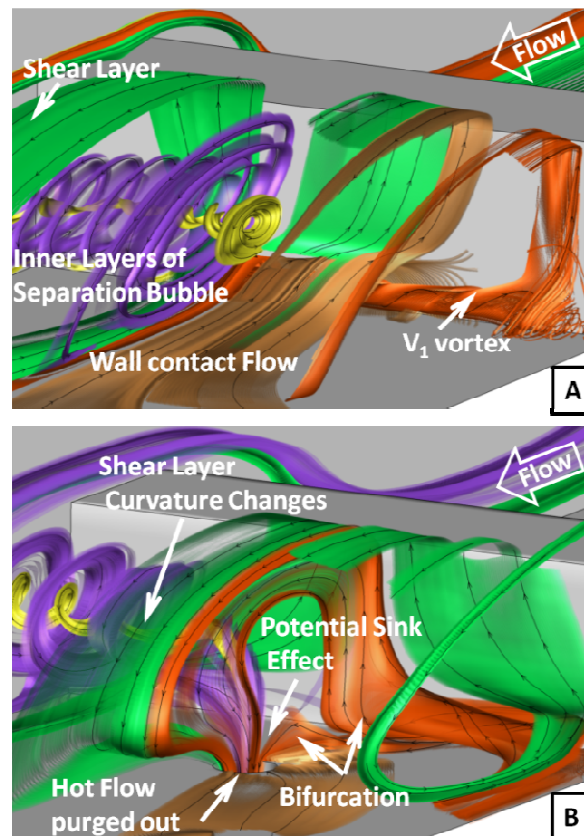 Flow
Shear Layer
Inner Layers of
Separation Bubble
Wall contact Flow
V₁ vortex
A
Flow
Shear Layer
Curvature Changes
Potential Sink
Effect
Hot Flow
purged out
Bifurcation
B